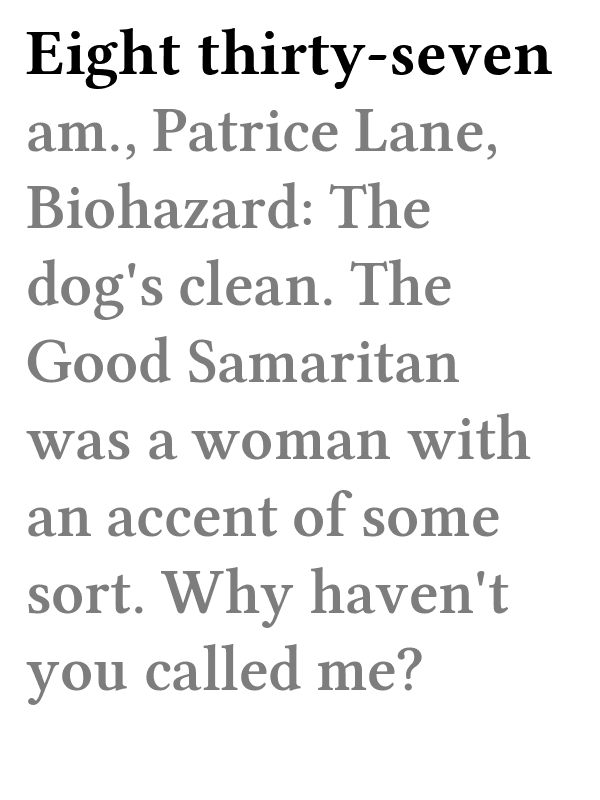 Eight thirty-seven
am., Patrice Lane,
Biohazard: The
dog's clean. The
Good Samaritan
was a woman with
an accent of some
sort. Why haven't
you called me?